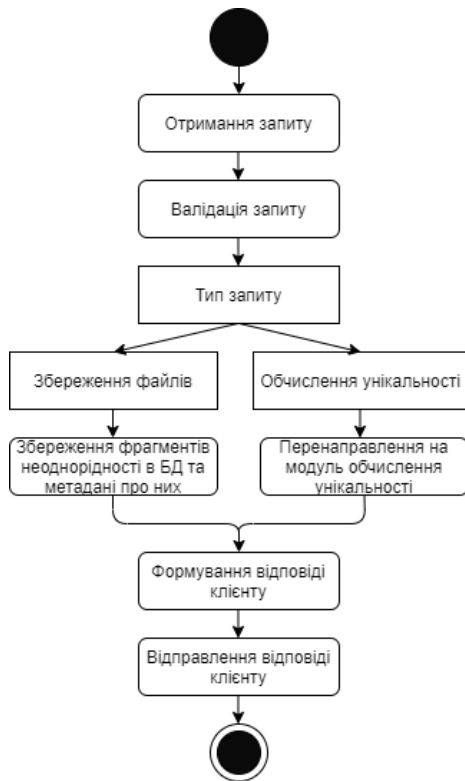 Отримання запиту
Валідація запиту
Тип запиту
Збереження файлів
Обчислення унікальності
Збереження фрагментів
неоднорідності в БД та
метадані про них
Перенаправлення на
модуль обчислення
унікальності
Формування відповіді
клієнту
Відправлення відповіді
клієнту